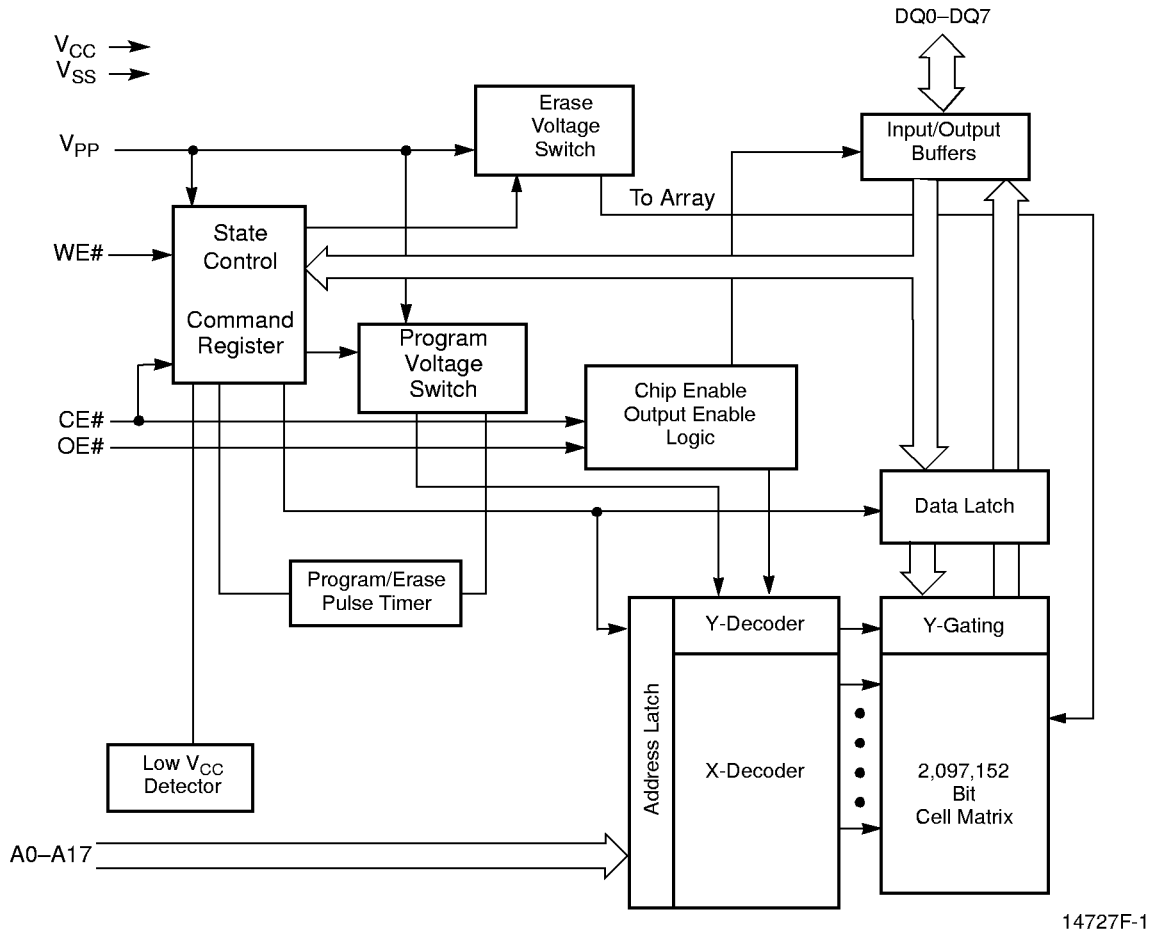 DQ0–DQ7
VCC
VSS
Erase
Voltage
Switch
Input/Output
Buffers
VPP
To Array
State
Control
WE#
Command
Register
Program
Voltage
Switch
Chip Enable
Output Enable
Logic
CE#
OE#
Data Latch
Program/Erase
Pulse Timer
Y-Decoder
Y-Gating
Address Latch
Low VCC
Detector
X-Decoder
2,097,152
Bit
Cell Matrix
A0–A17
14727F-1